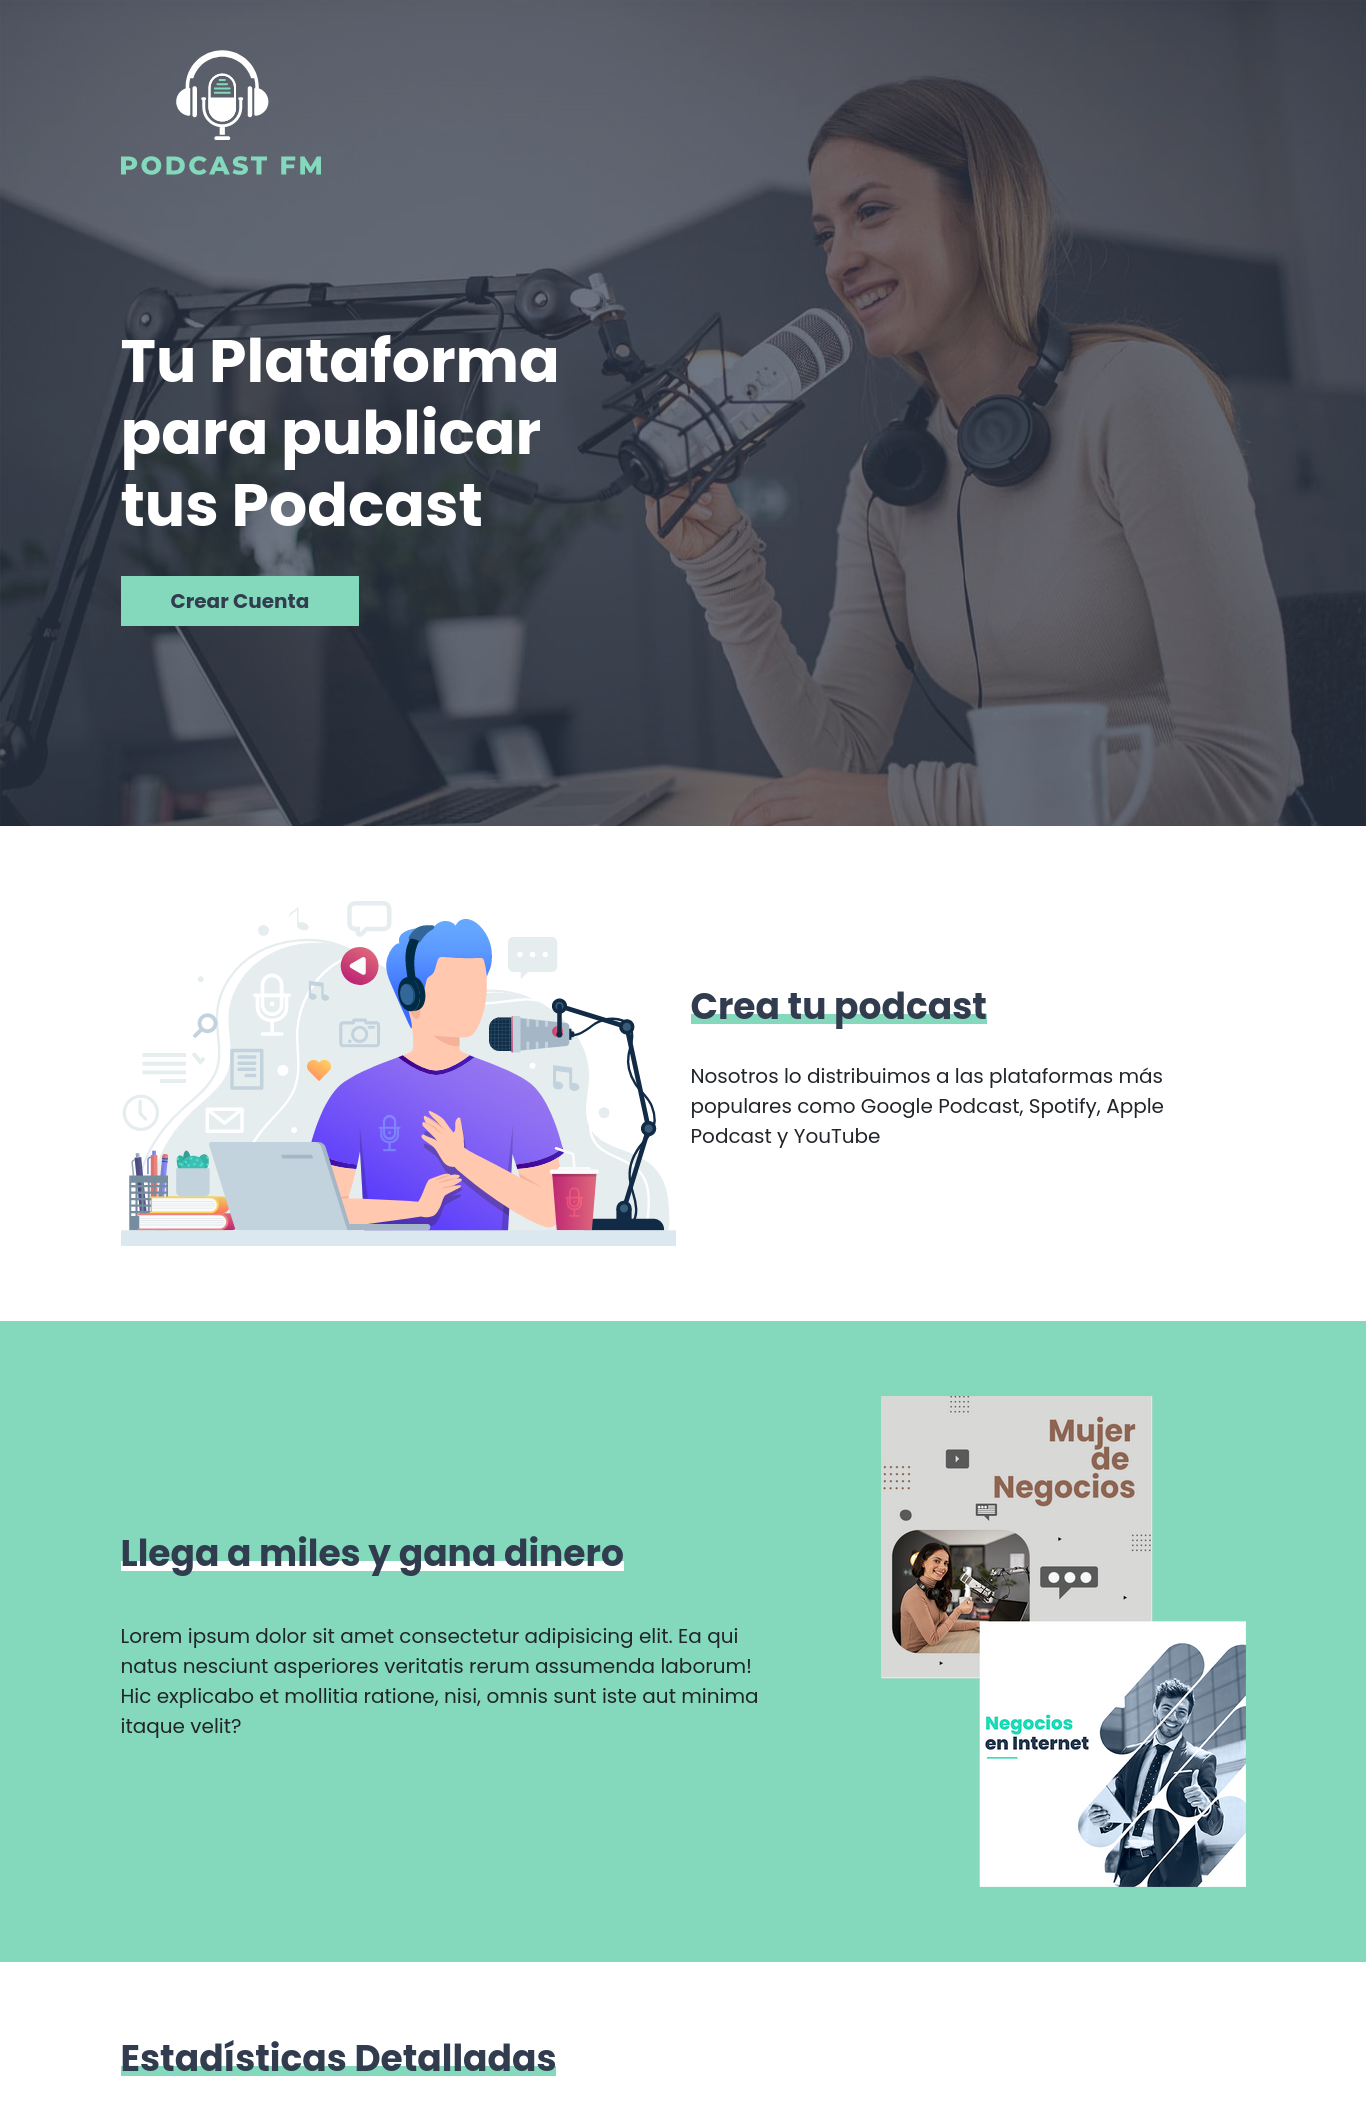 PODCAST FM
Tu Plataforma
para publicar
tus Podcast
Crear Cuenta
Crea tu podcast
Nosotros lo distribuimos a las plataformas más
populares como Google Podcast, Spotify, Apple
Podcast y YouTube
Llega a miles y gana dinero
Lorem ipsum dolor sit amet consectetur adipisicing elit. Ea qui
natus nesciunt asperiores veritatis rerum assumenda laborum!
Hic explicabo et mollitia ratione, nisi, omnis sunt iste aut minima
itaque velit?
Mujer
de
Negocios
Negocios
en Internet
Estadísticas Detalladas